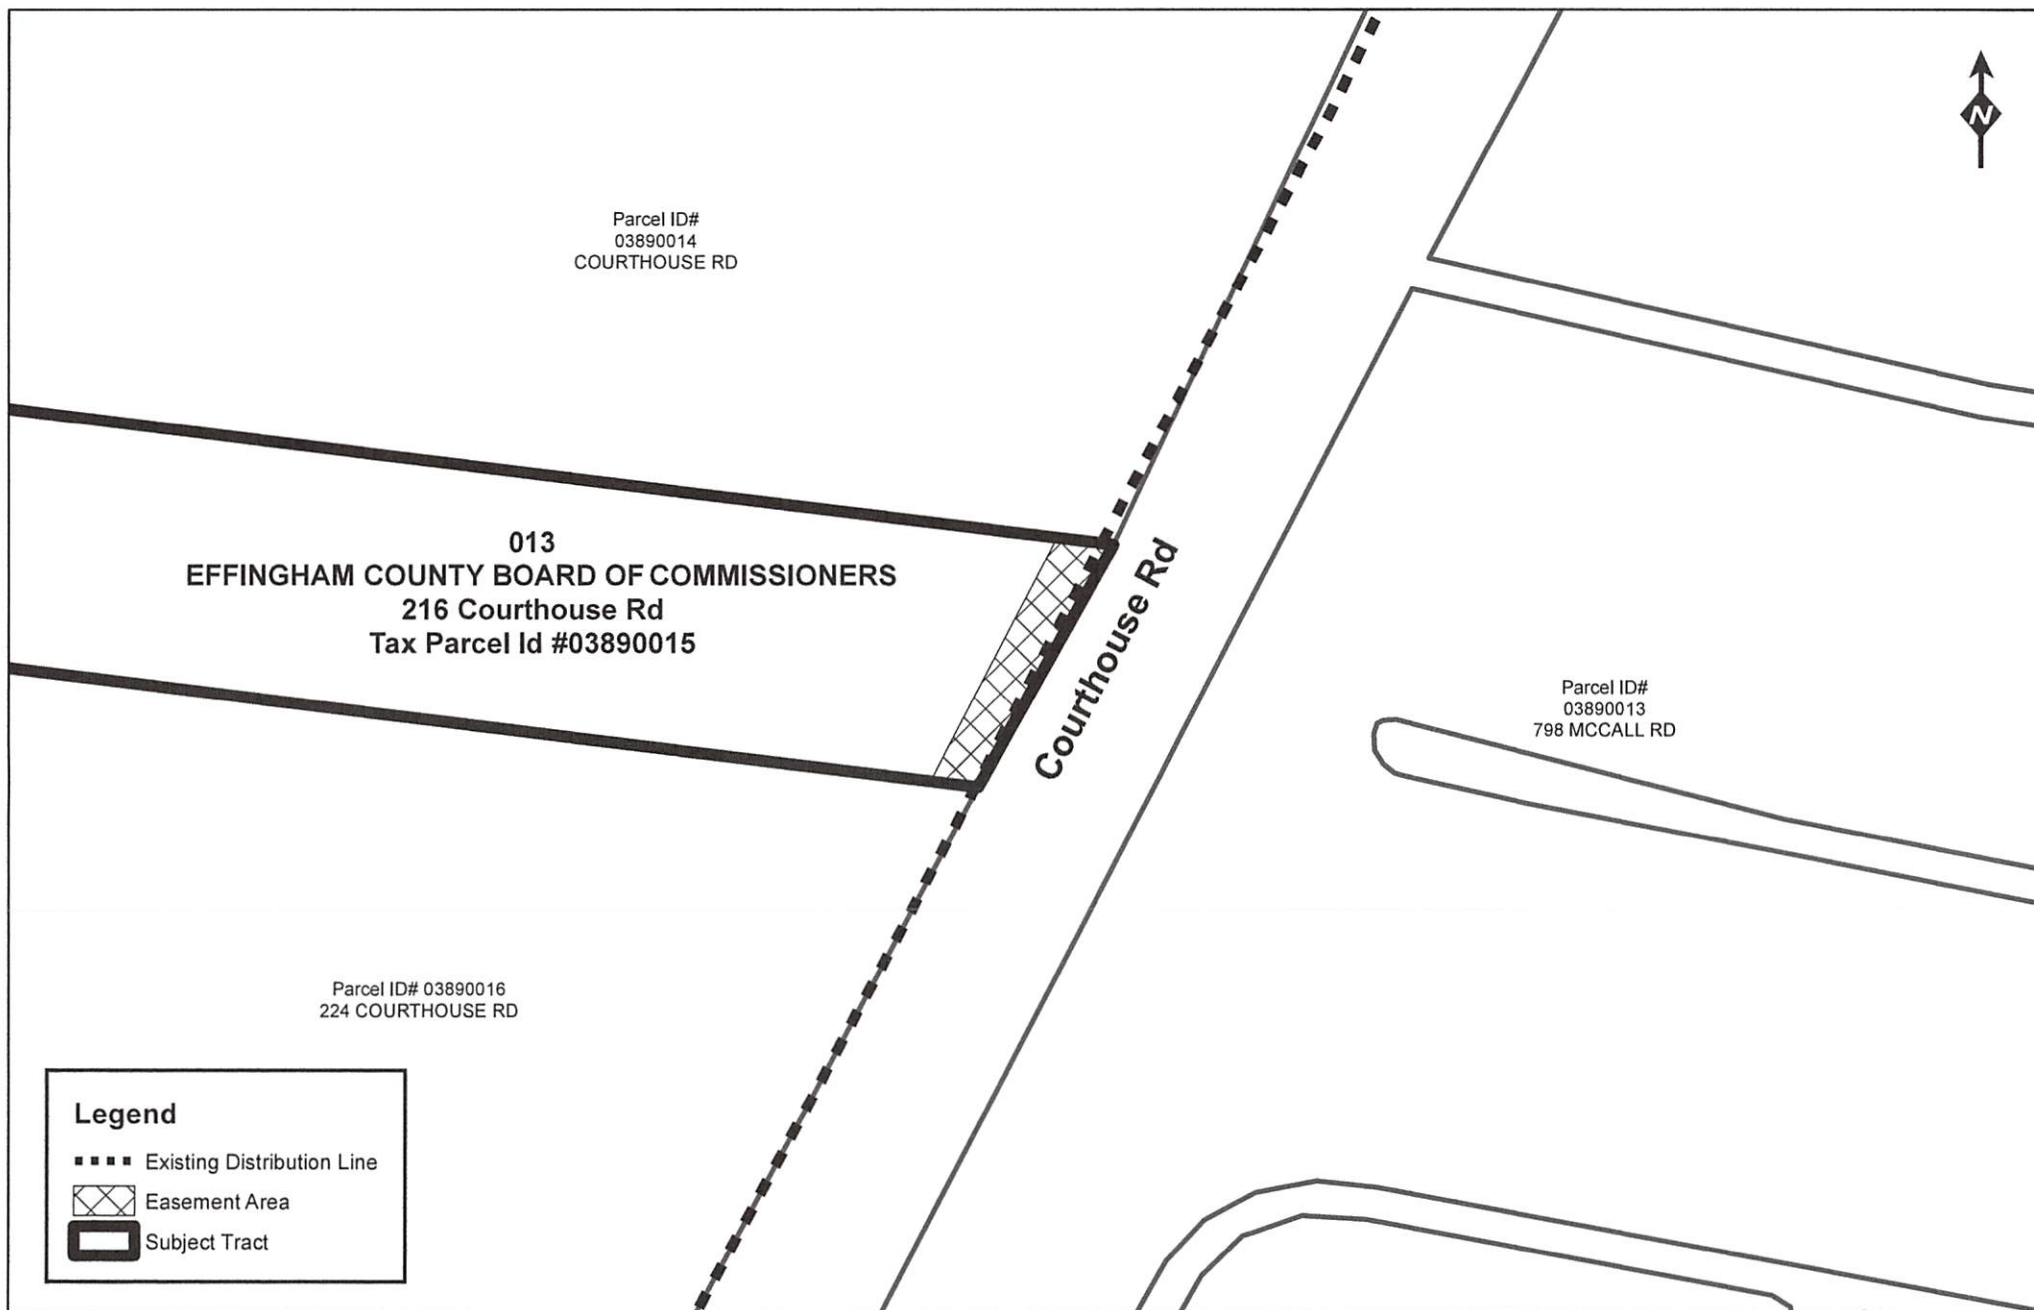 N
Parcel ID#
03890014
COURTHOUSE RD
013
EFFINGHAM COUNTY BOARD OF COMMISSIONERS
216 Courthouse Rd
Tax Parcel Id #03890015
Courthouse Rd
Parcel ID#
03890013
798 MCCALL RD
Parcel ID# 03890016
224 COURTHOUSE RD
Legend
Existing Distribution Line
Easement Area
Subject Tract